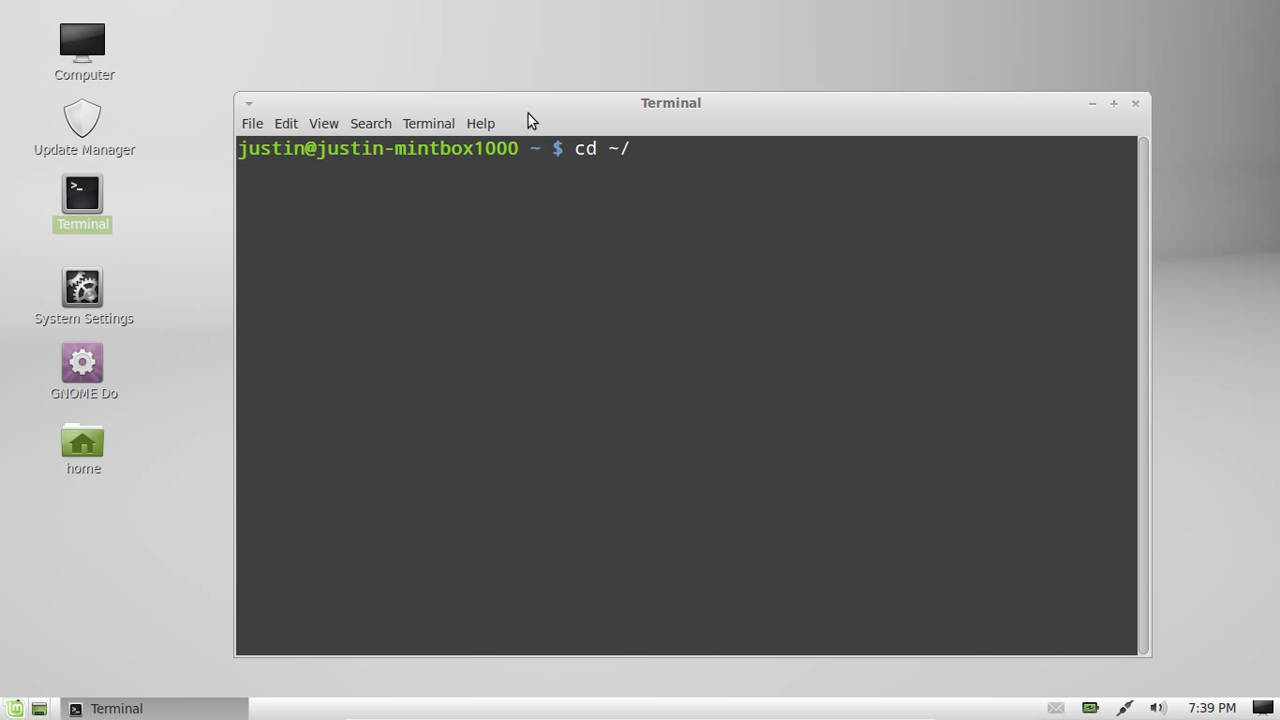 Computer
Update Manager
Terminal
System Settings
GNOME Do
home
Terminal
File Edit View Search Terminal Help
justin@justin-mintbox1000 ~ $ cd ~/
Terminal
7:39 PM